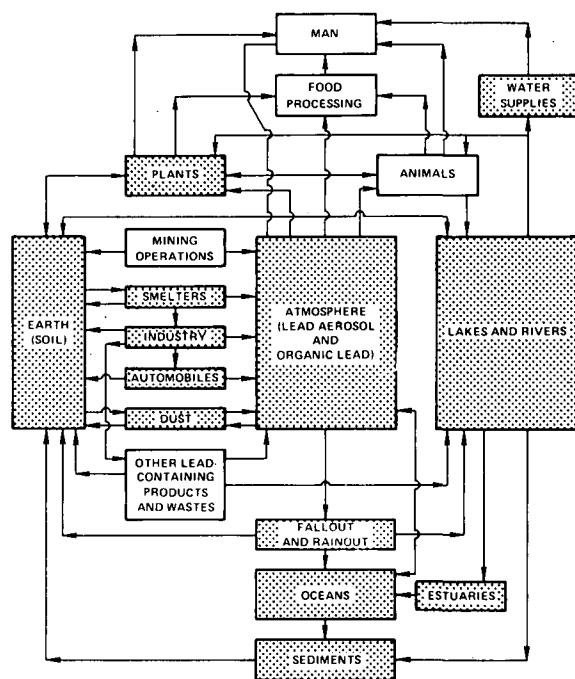 MAN
FOOD
PROCESSING
WATER
SUPPLIES
PLANTS
ANIMALS
MINING
OPERATIONS
EARTH
(SOIL)
SMELTERS
INDUSTRY
AUTOMOBILES
DUST
ATMOSPHERE
(LEAD AEROSOL
AND
ORGANIC LEAD)
LAKES AND RIVERS
OTHER LEAD-
CONTAINING
PRODUCTS
AND WASTES
FALLOUT
AND RAINOUT
OCEANS
ESTUARIES
SEDIMENTS